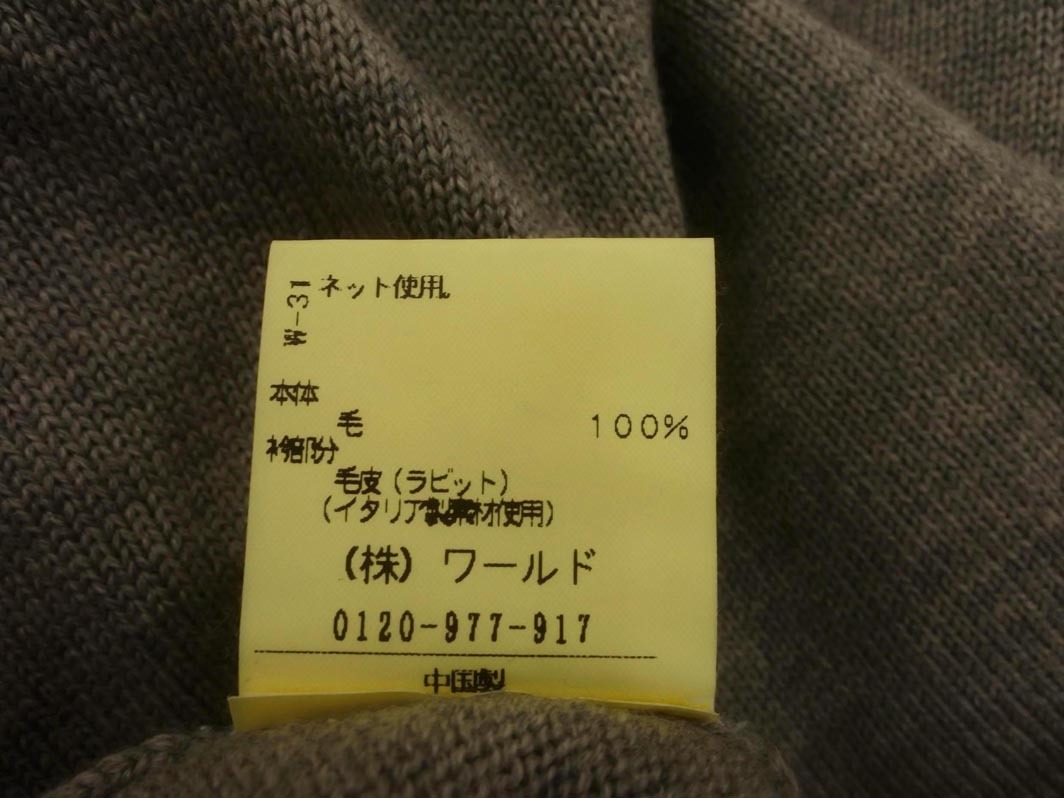 W-31
ネット使用。
本体
毛 100%
衿部分
毛皮(ラビット)
(イタリア製素材使用)
(株) ワールド
0120-977-917
中国製